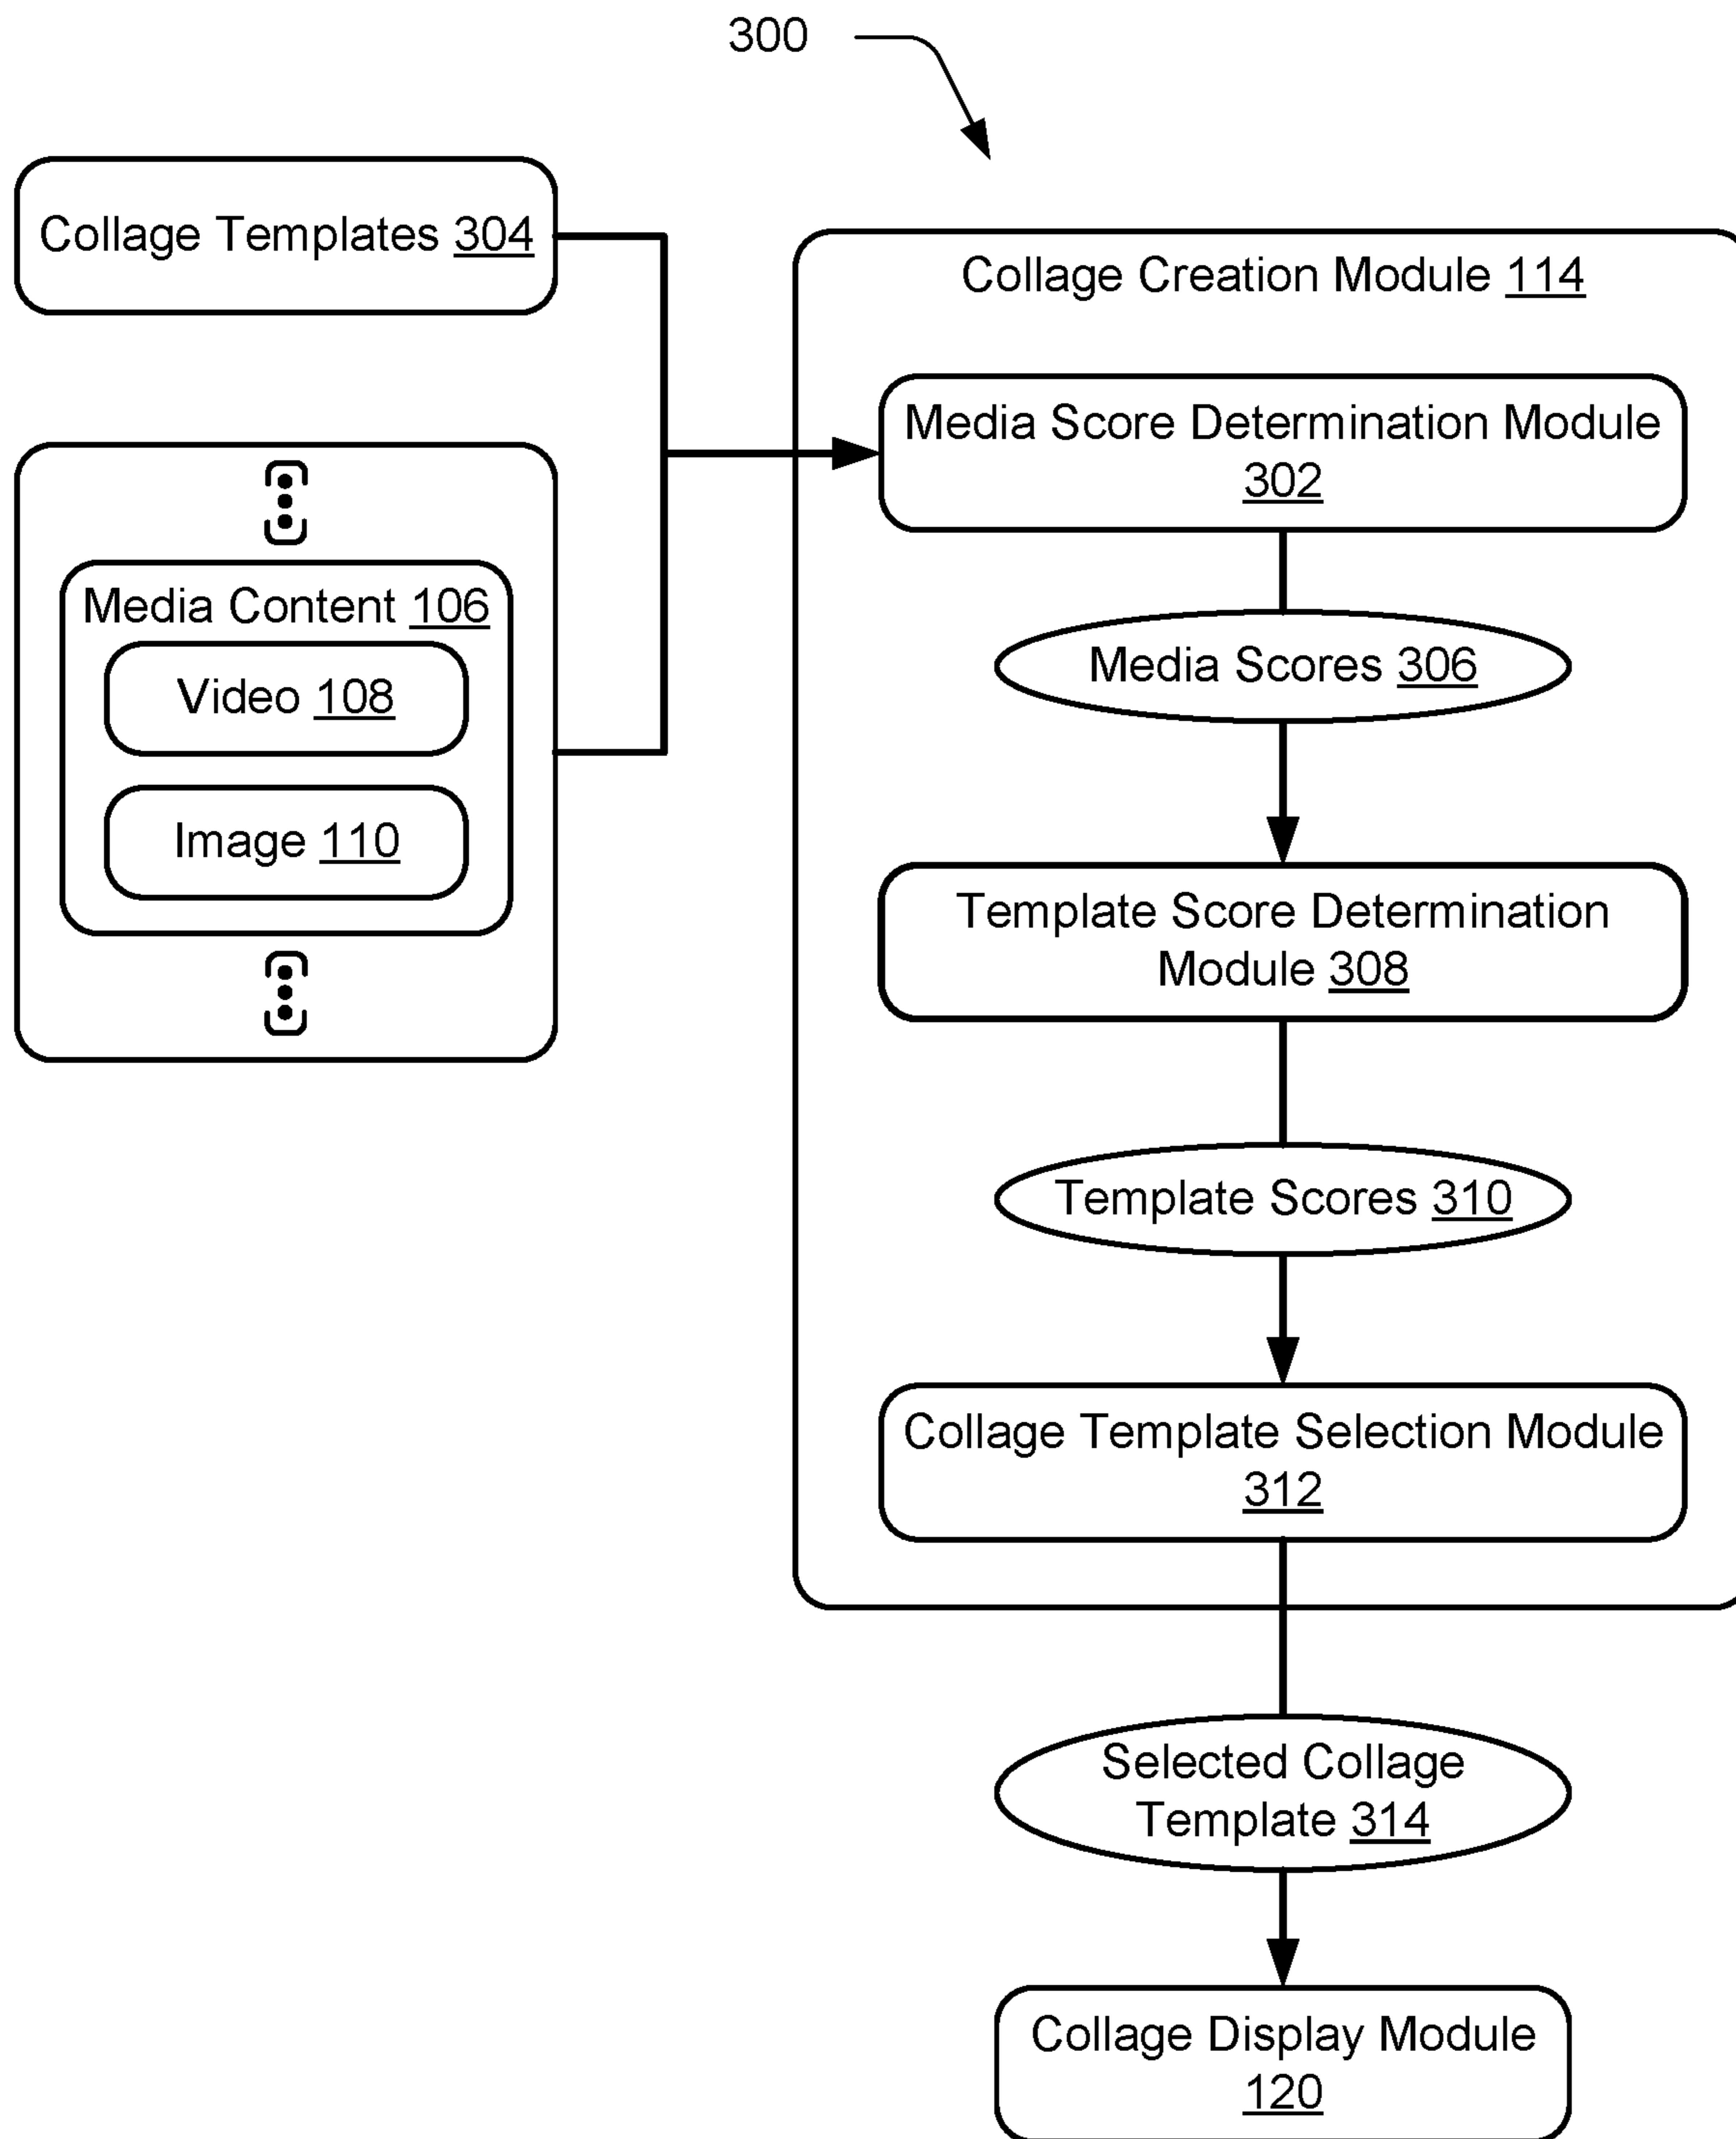 300
Collage Templates 304
Collage Creation Module 114
Media Score Determination Module
302
Media Content 106
Video 108
Image 110
Media Scores 306
Template Score Determination
Module 308
Template Scores 310
Collage Template Selection Module
312
Selected Collage
Template 314
Collage Display Module
120